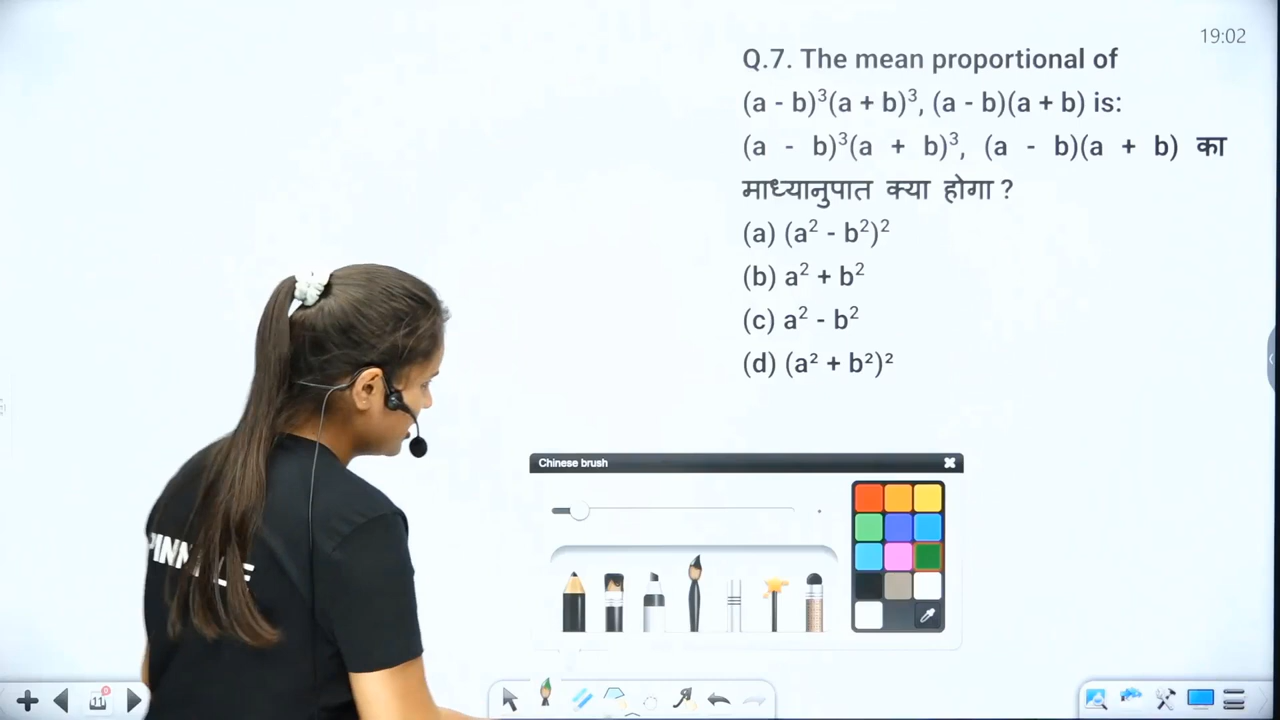 19:02
Q.7. The mean proportional of
(a - b)³(a + b)³, (a - b)(a + b) is:
(a - b)³(a + b)³, (a - b)(a + b) का
माध्यानुपात क्या होगा ?
(a) (a² - b²)²
(b) a² + b²
(c) a² - b²
(d) (a² + b²)²
Chinese brush
11